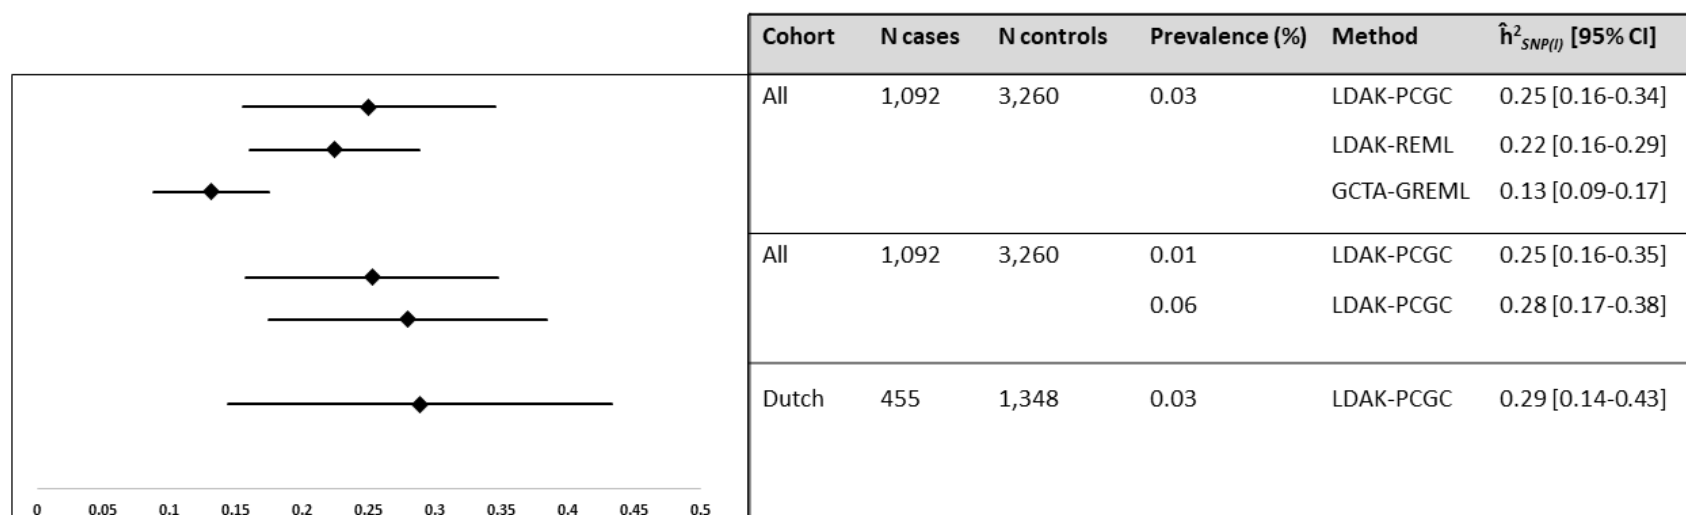 Cohort N cases N controls Prevalence (%) Method ĥ²SNP(l) [95% CI]
All 1,092 3,260 0.03 LDAK-PCGC 0.25 [0.16-0.34]
LDAK-REML 0.22 [0.16-0.29]
GCTA-GREML 0.13 [0.09-0.17]
All 1,092 3,260 0.01 LDAK-PCGC 0.25 [0.16-0.35]
0.06 LDAK-PCGC 0.28 [0.17-0.38]
Dutch 455 1,348 0.03 LDAK-PCGC 0.29 [0.14-0.43]
0 0.05 0.1 0.15 0.2 0.25 0.3 0.35 0.4 0.45 0.5